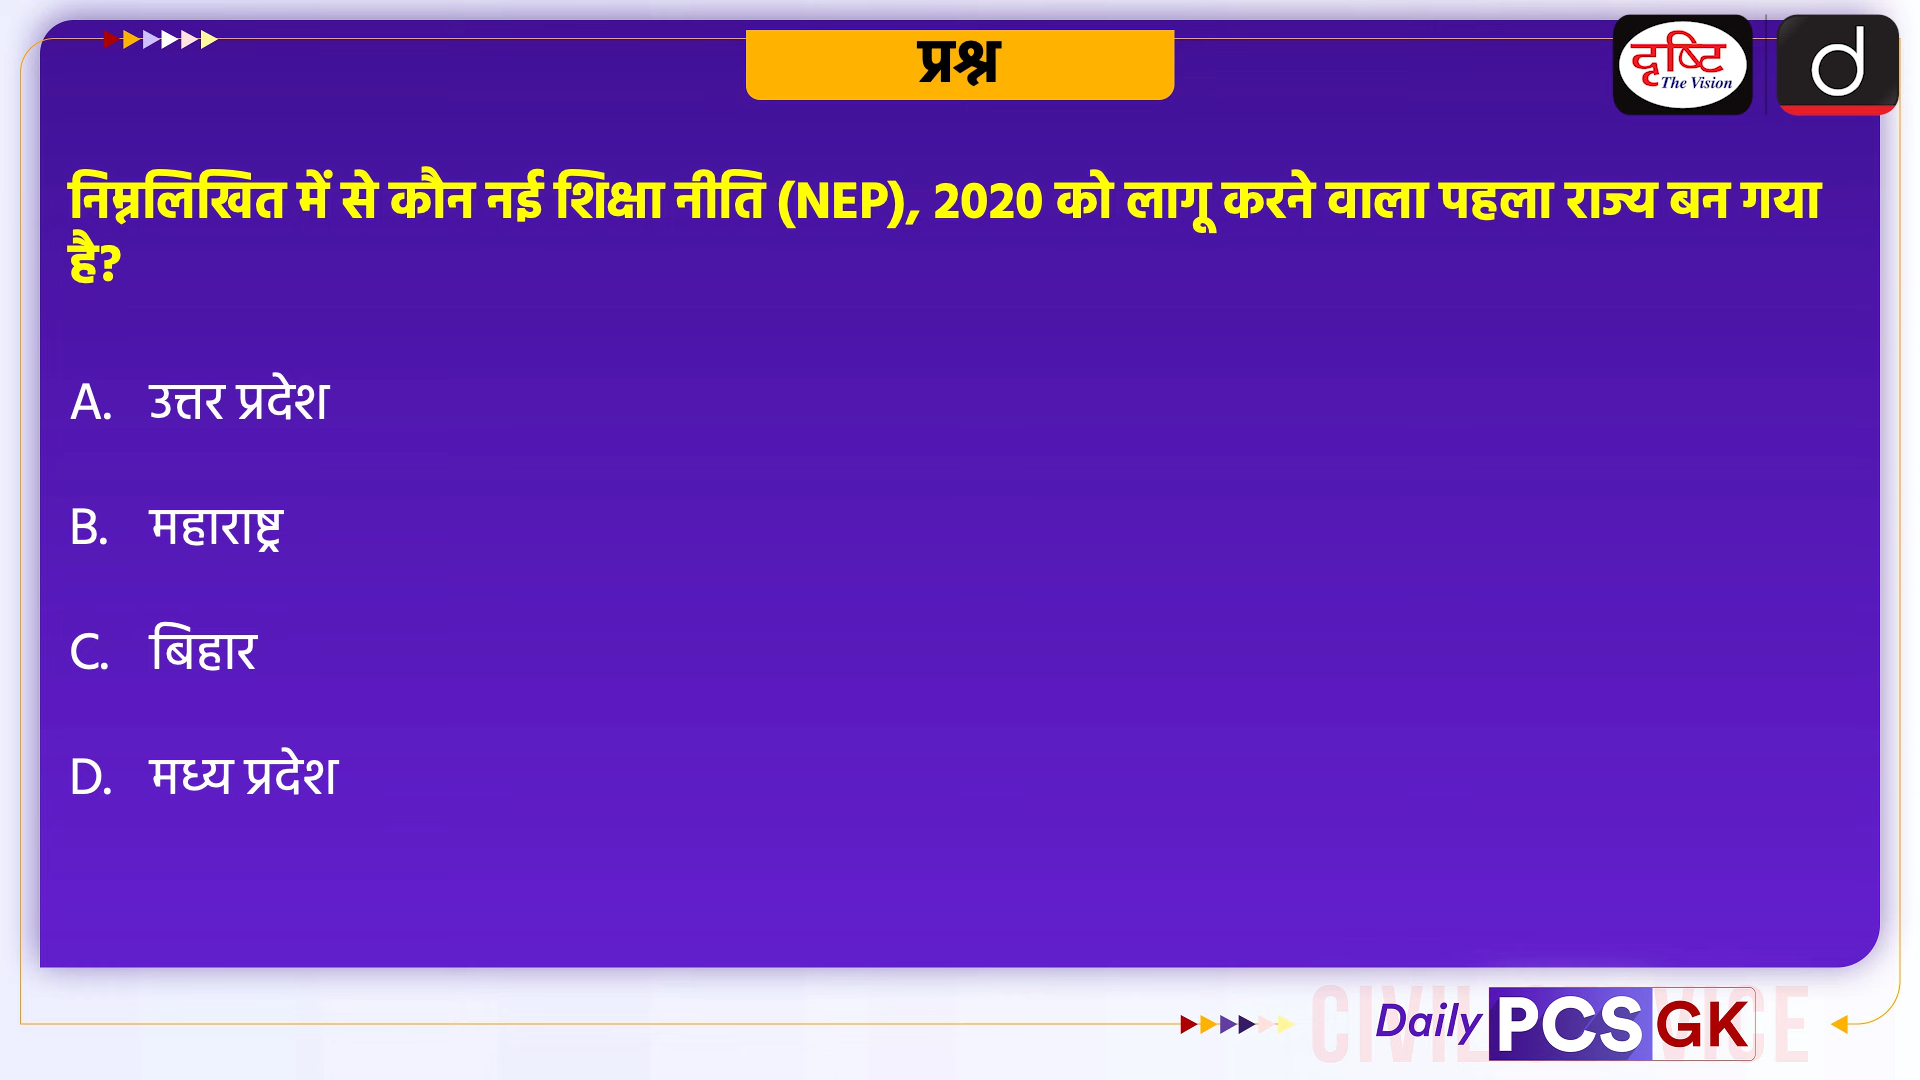 प्रश्न
दृष्टि
The Vision
d
निम्नलिखित में से कौन नई शिक्षा नीति (NEP), 2020 को लागू करने वाला पहला राज्य बन गया
है?
A. उत्तर प्रदेश
B. महाराष्ट्र
C. बिहार
D. मध्य प्रदेश
Daily PCS GK